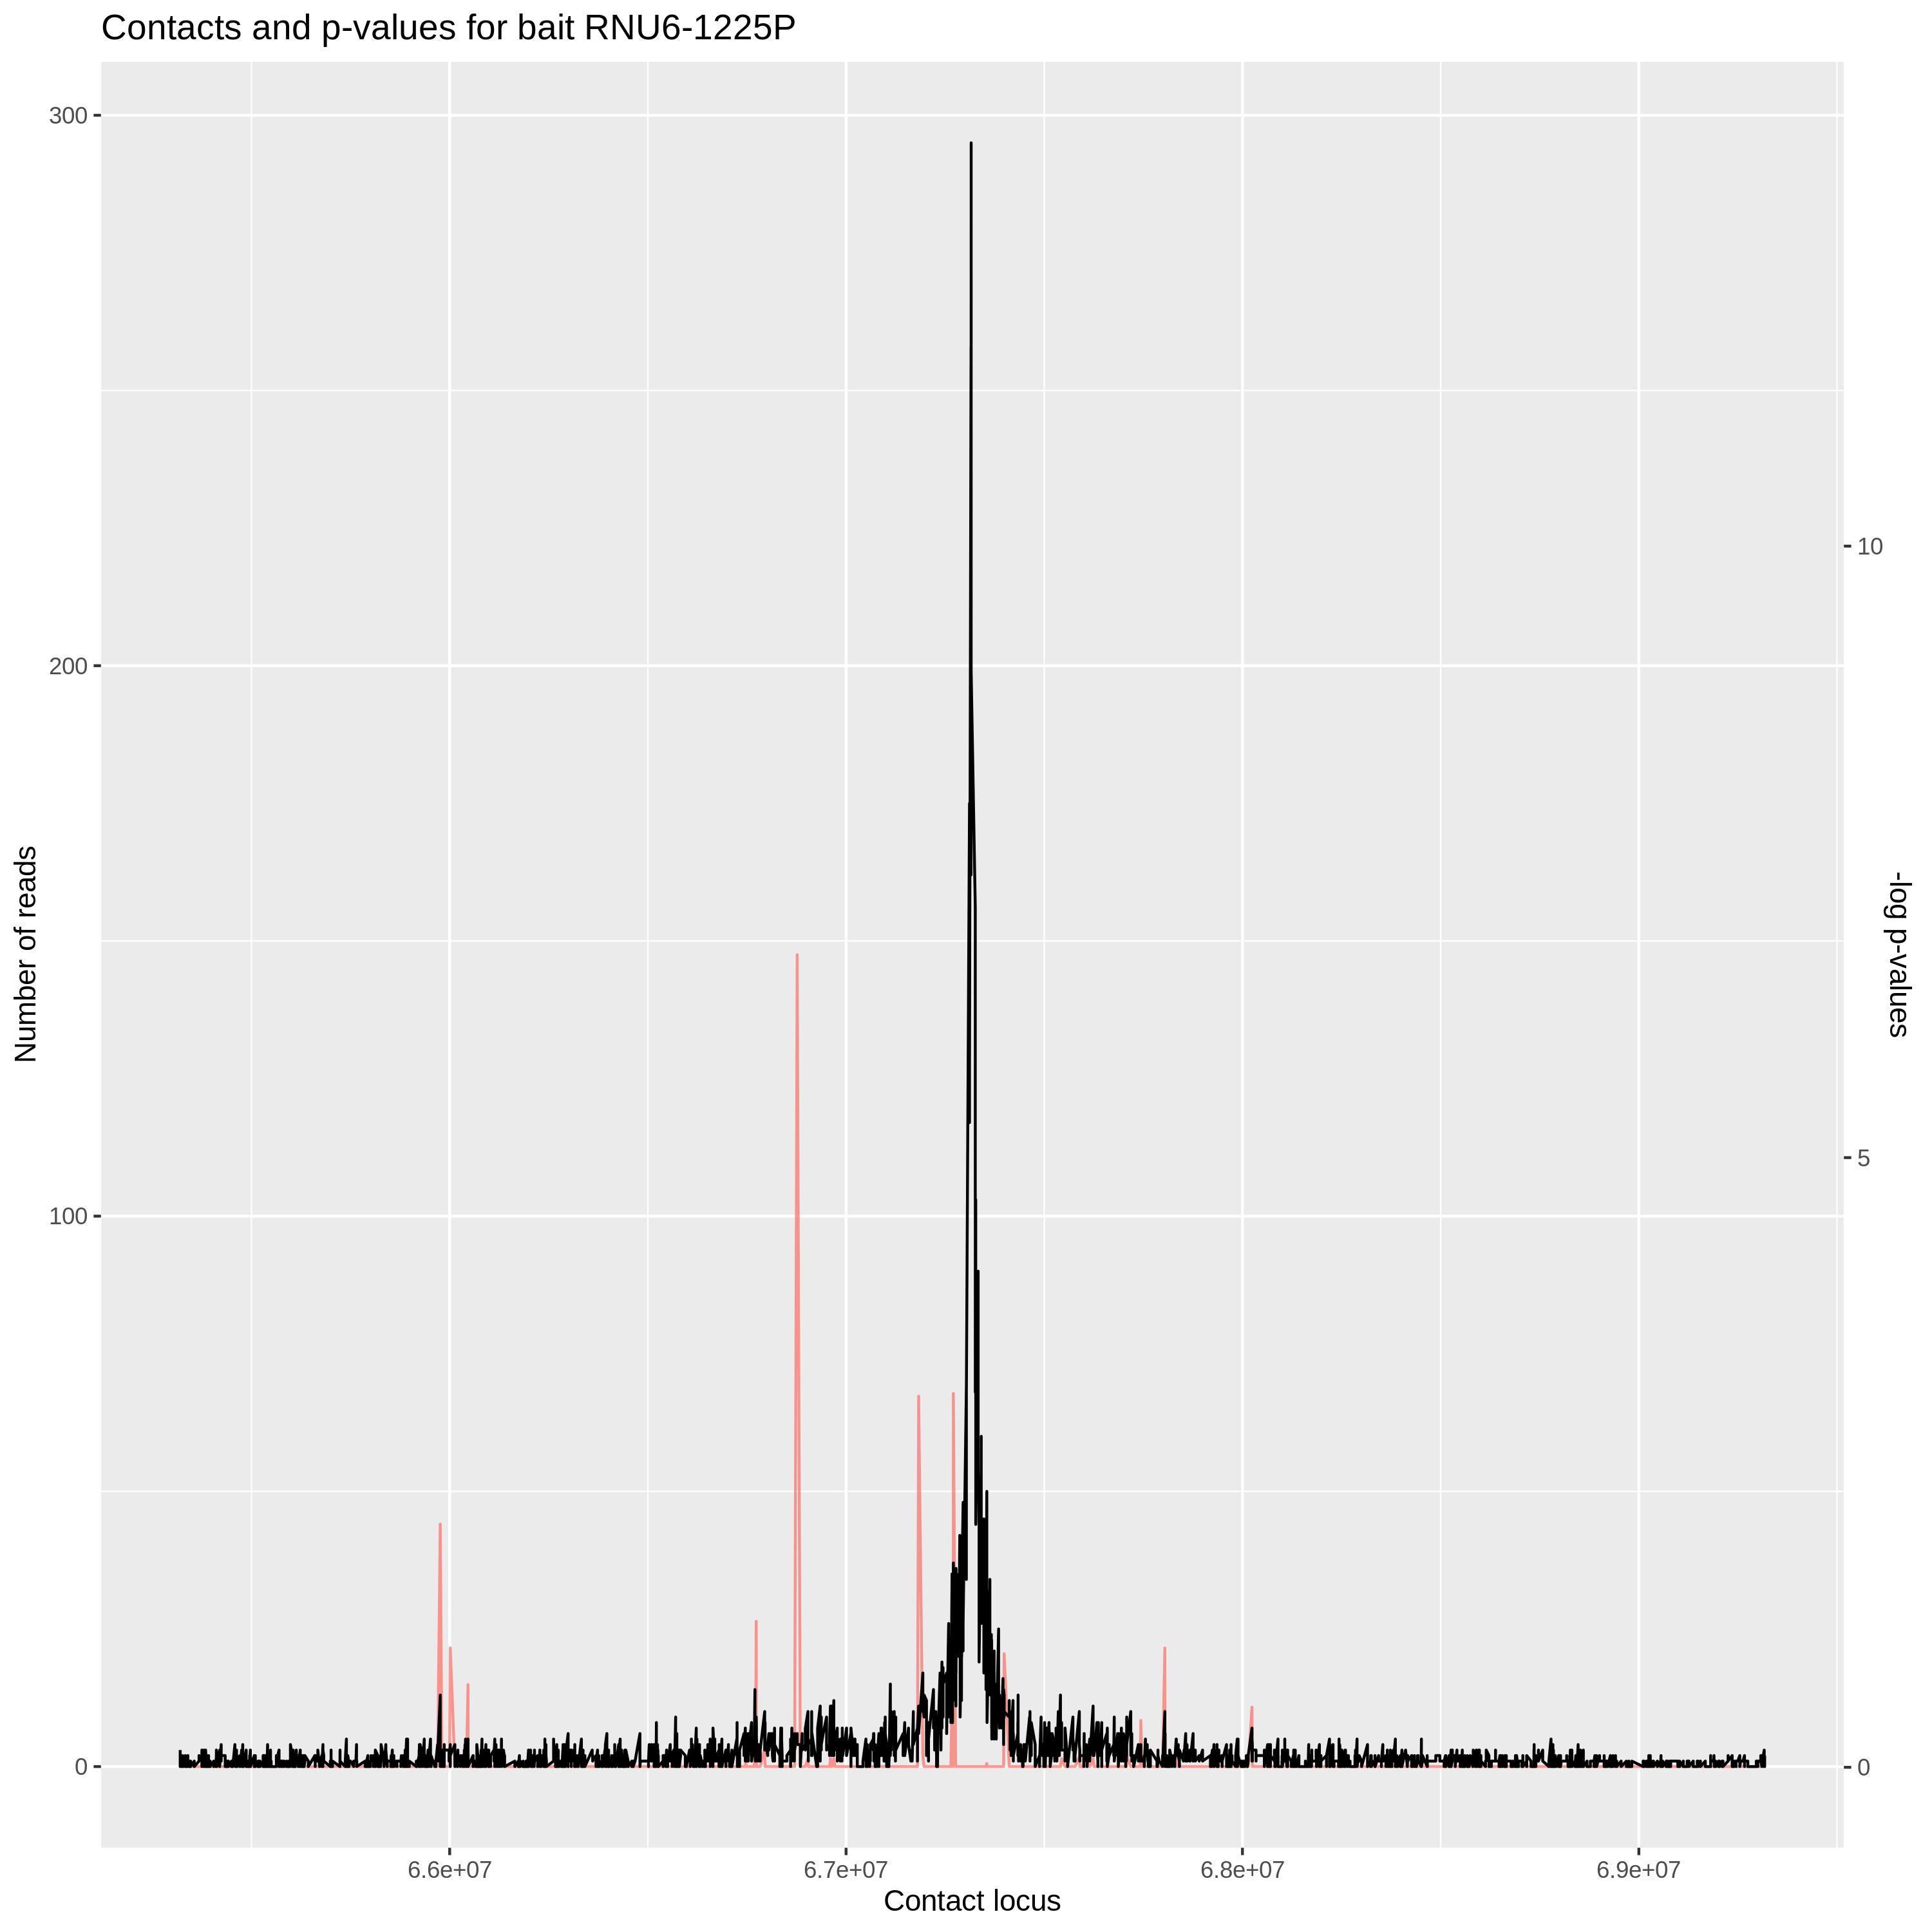 Contacts and p-values for bait RNU6-1225P
300
200
100
0
Number of reads
10
5
0
-log p-values
6.6e+07
6.7e+07
6.8e+07
6.9e+07
Contact locus